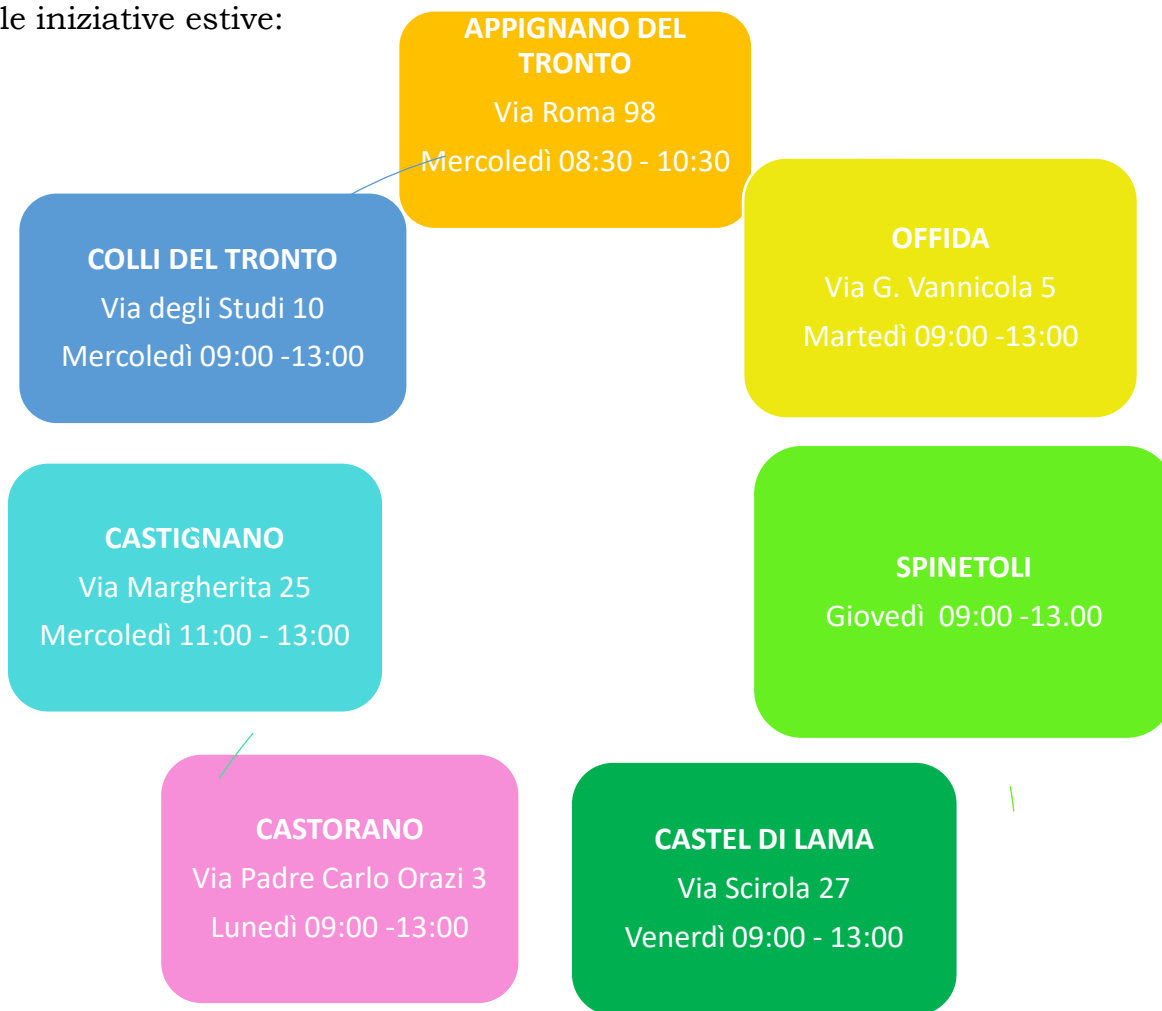 le iniziative estive:
APPIGNANO DEL
TRONTO
Via Roma 98
Mercoledì 08:30 - 10:30
OFFIDA
Via G. Vannicola 5
Martedì 09:00 -13:00
SPINETOLI
Giovedì  09:00 -13.00
CASTEL DI LAMA
Via Scirola 27
Venerdì 09:00 - 13:00
CASTORANO
Via Padre Carlo Orazi 3
Lunedì 09:00 -13:00
CASTIGNANO
Via Margherita 25
Mercoledì 11:00 - 13:00
COLLI DEL TRONTO
Via degli Studi 10
Mercoledì 09:00 -13:00